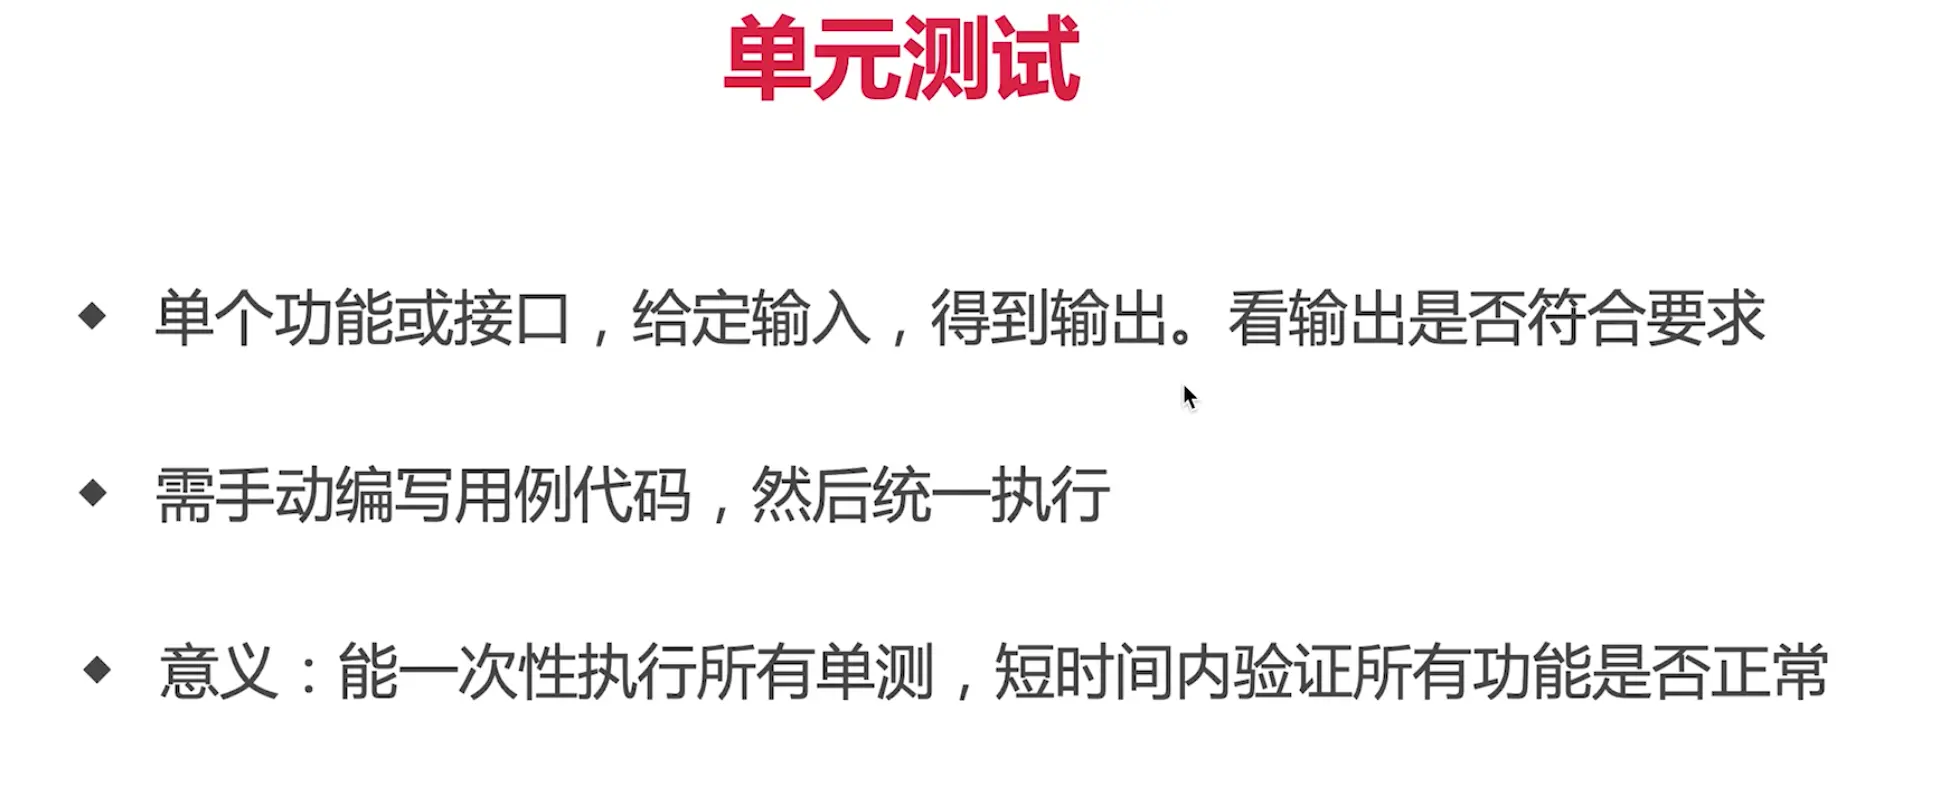 单元测试
◆ 单个功能或接口，给定输入，得到输出。看输出是否符合要求
◆ 需手动编写用例代码，然后统一执行
◆ 意义：能一次性执行所有单测，短时间内验证所有功能是否正常